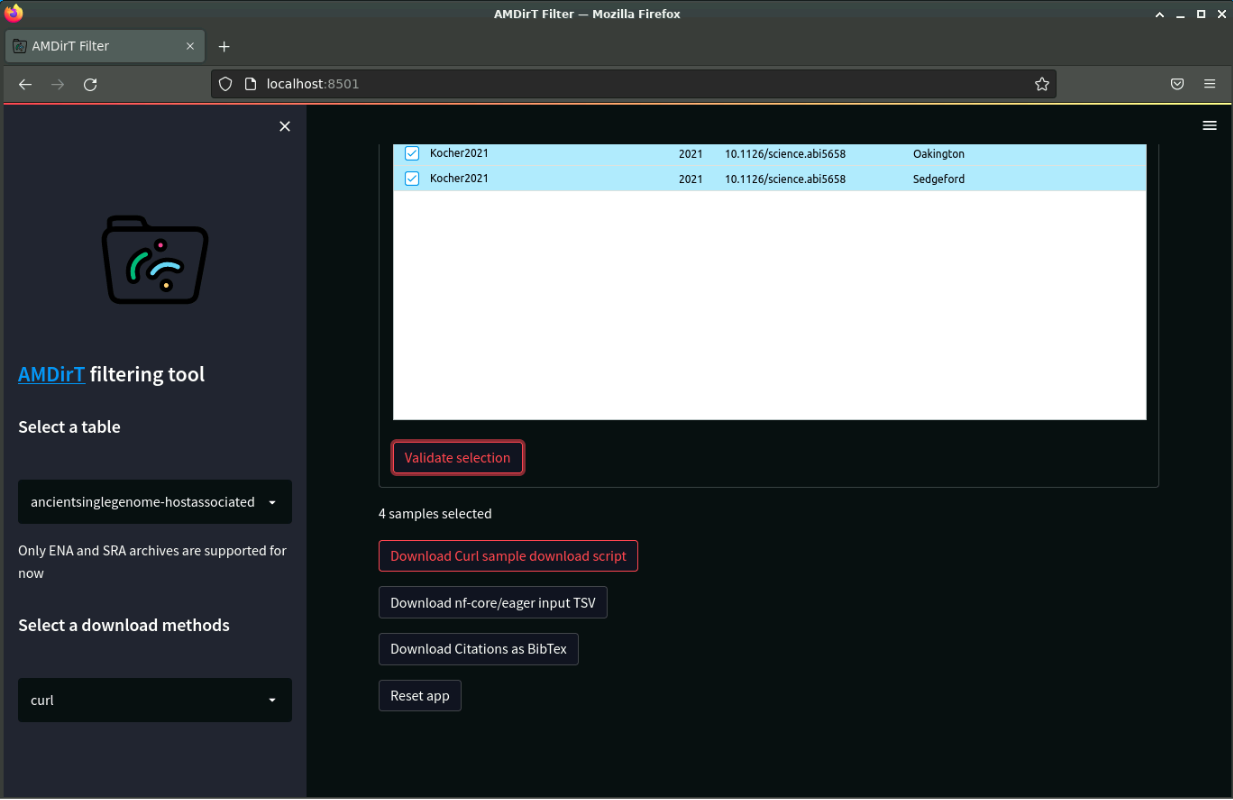 AMDirT Filter — Mozilla Firefox
AMDirT Filter
localhost:8501
AMDirT filtering tool
Select a table
ancientsinglegenome-hostassociated
Only ENA and SRA archives are supported for
now
Select a download methods
curl
Kocher2021 2021 10.1126/science.abi5658 Oakington
Kocher2021 2021 10.1126/science.abi5658 Sedgeford
Validate selection
4 samples selected
Download Curl sample download script
Download nf-core/eager input TSV
Download Citations as BibTex
Reset app